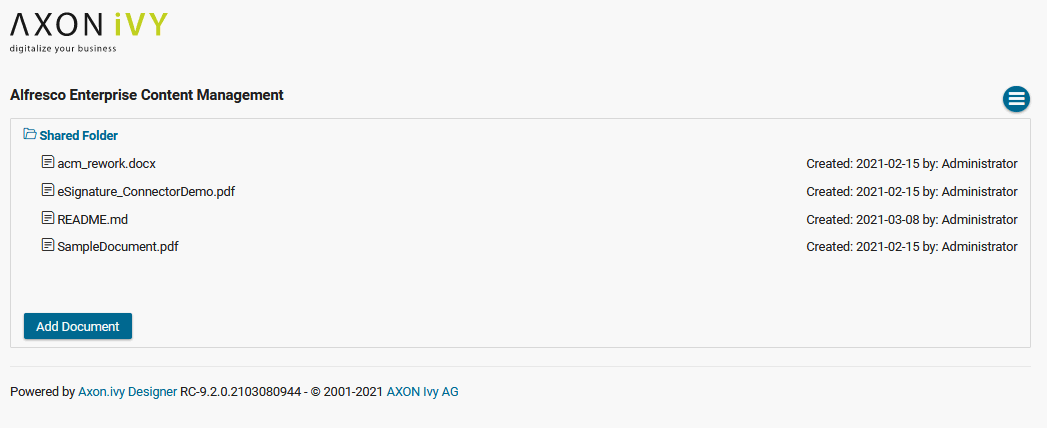 AXON iVY
digitalize your business
Alfresco Enterprise Content Management
Shared Folder
acm_rework.docx Created: 2021-02-15 by: Administrator
eSignature_ConnectorDemo.pdf Created: 2021-02-15 by: Administrator
README.md Created: 2021-03-08 by: Administrator
SampleDocument.pdf Created: 2021-02-15 by: Administrator
Add Document
Powered by Axon.ivy Designer RC-9.2.0.2103080944 - © 2001-2021 AXON Ivy AG